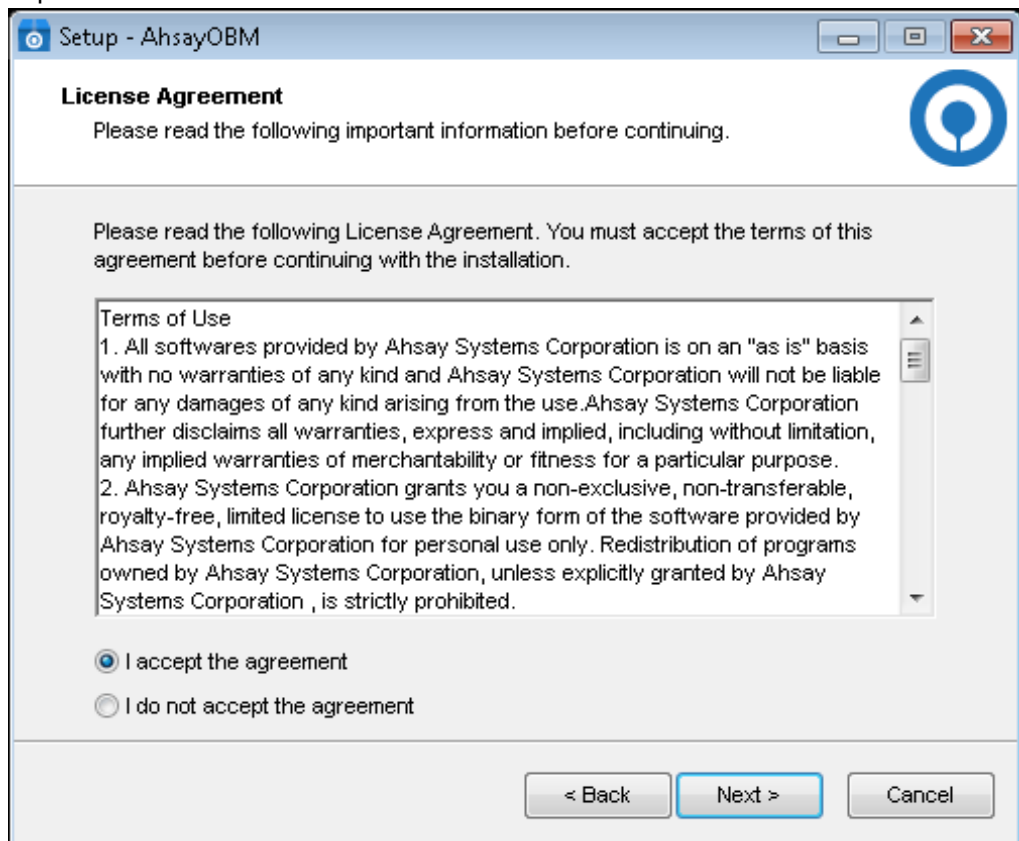 Setup - AhsayOBM
License Agreement
Please read the following important information before continuing.
Please read the following License Agreement. You must accept the terms of this
agreement before continuing with the installation.
Terms of Use
1. All softwares provided by Ahsay Systems Corporation is on an "as is" basis
with no warranties of any kind and Ahsay Systems Corporation will not be liable
for any damages of any kind arising from the use.Ahsay Systems Corporation
further disclaims all warranties, express and implied, including without limitation,
any implied warranties of merchantability or fitness for a particular purpose.
2. Ahsay Systems Corporation grants you a non-exclusive, non-transferable,
royalty-free, limited license to use the binary form of the software provided by
Ahsay Systems Corporation for personal use only. Redistribution of programs
owned by Ahsay Systems Corporation, unless explicitly granted by Ahsay
Systems Corporation , is strictly prohibited.
I accept the agreement
I do not accept the agreement
< Back
Next >
Cancel